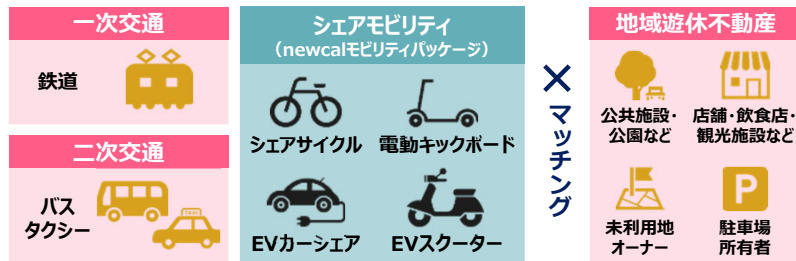 一次交通
鉄道
二次交通
バス
タクシー
TAXI
シェアモビリティ
（newcalモビリティパッケージ）
シェアサイクル
電動キックボード
EVカーシェア
EVスクーター
×
マッチング
地域遊休不動産
公共施設・
公園など
店舗・飲食店・
観光施設など
未利用地
オーナー
P
駐車場
所有者